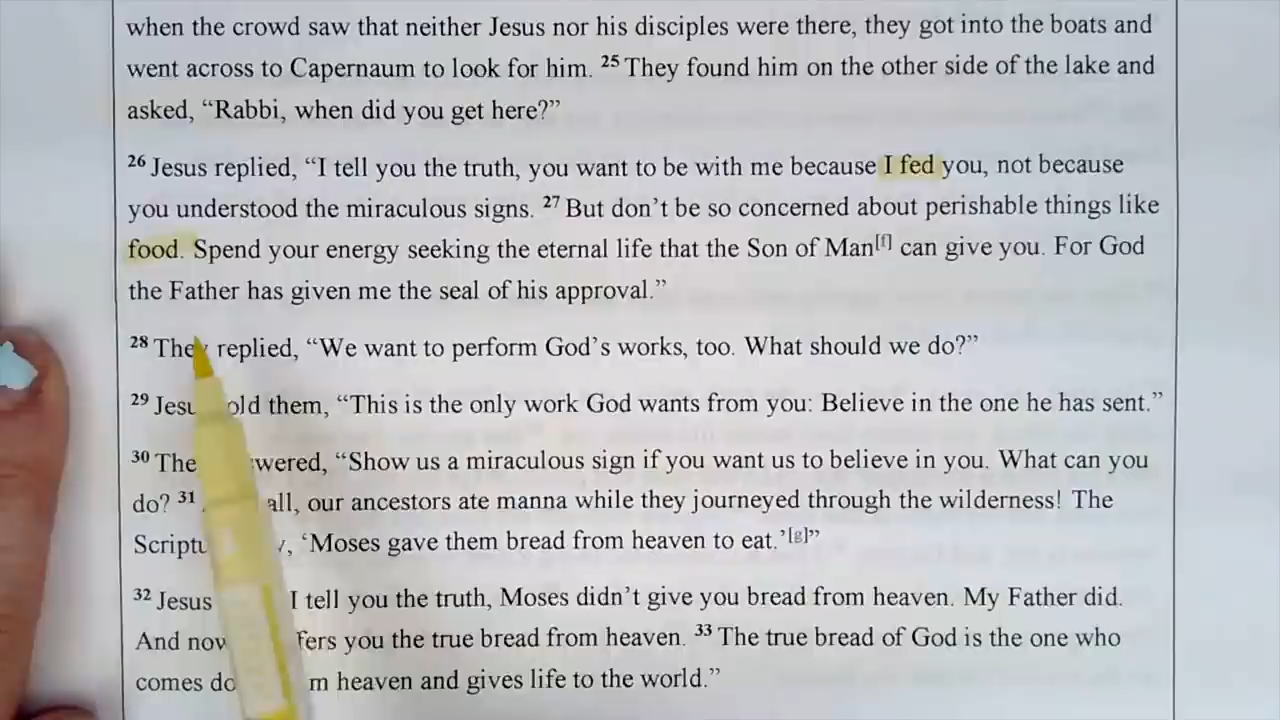 when the crowd saw that neither Jesus nor his disciples were there, they got into the boats and
went across to Capernaum to look for him. 25 They found him on the other side of the lake and
asked, “Rabbi, when did you get here?”
26 Jesus replied, “I tell you the truth, you want to be with me because I fed you, not because
you understood the miraculous signs. 27 But don’t be so concerned about perishable things like
food. Spend your energy seeking the eternal life that the Son of Man[f] can give you. For God
the Father has given me the seal of his approval.”
28 They replied, “We want to perform God’s works, too. What should we do?”
29 them, “This is the only work God wants from you: Believe in the one he has sent.”
30 “Show us a miraculous sign if you want us to believe in you. What can you
do? 31 all, our ancestors ate manna while they journeyed through the wilderness! The
‘Moses gave them bread from heaven to eat.’[g]”
32 Jesus I tell you the truth, Moses didn’t give you bread from heaven. My Father did.
And you the true bread from heaven. 33 The true bread of God is the one who
comes heaven and gives life to the world.”